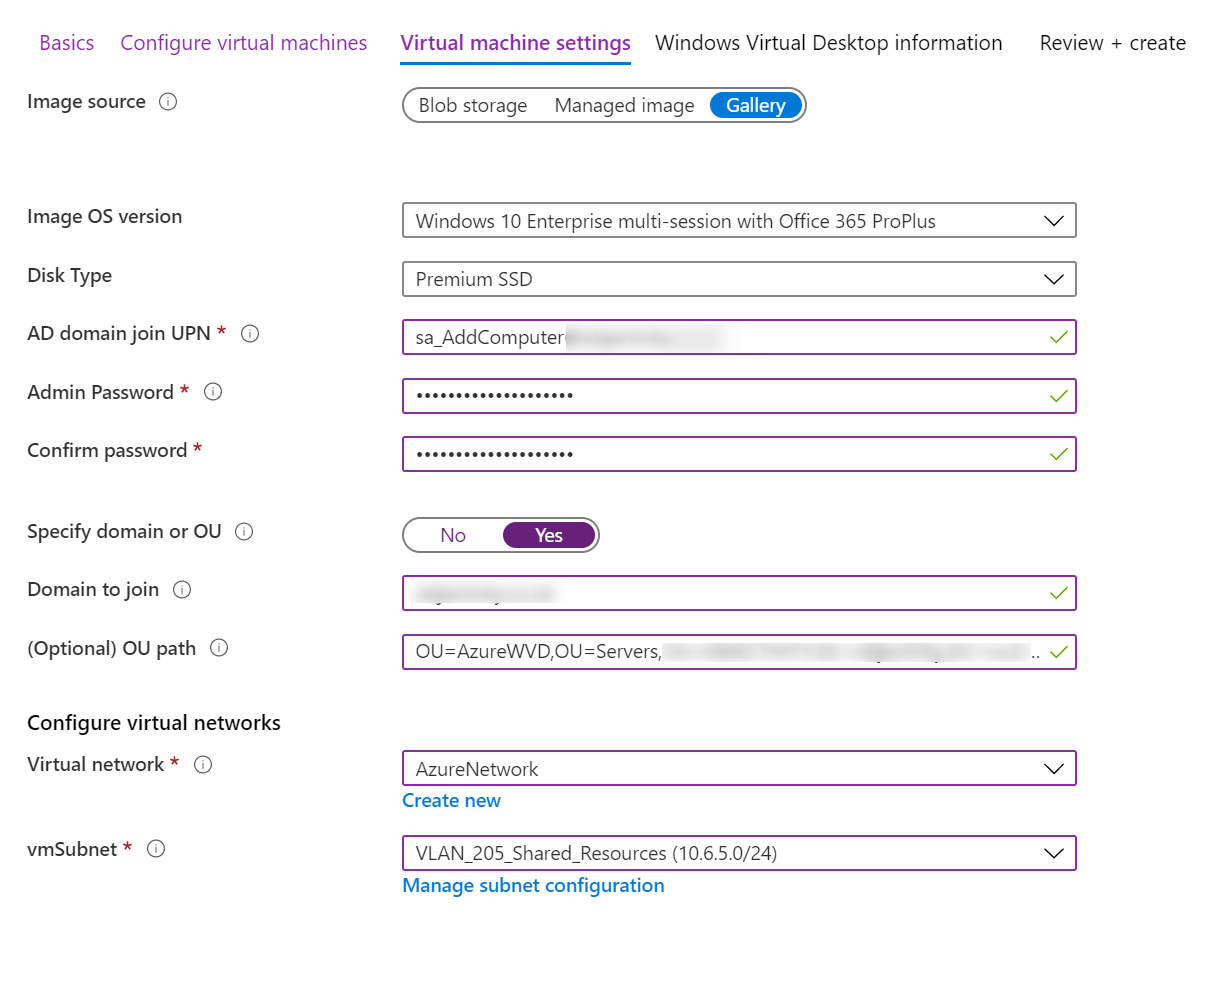 Basics Configure virtual machines Virtual machine settings Windows Virtual Desktop information Review + create
Image source Blob storage Managed image Gallery
Image OS version Windows 10 Enterprise multi-session with Office 365 ProPlus
Disk Type Premium SSD
AD domain join UPN * sa_AddComputer
Admin Password * ••••••••••••••••••••
Confirm password * ••••••••••••••••••••
Specify domain or OU No Yes
Domain to join
(Optional) OU path OU=AzureWVD,OU=Servers, ..
Configure virtual networks
Virtual network * AzureNetwork
Create new
vmSubnet * VLAN_205_Shared_Resources (10.6.5.0/24)
Manage subnet configuration